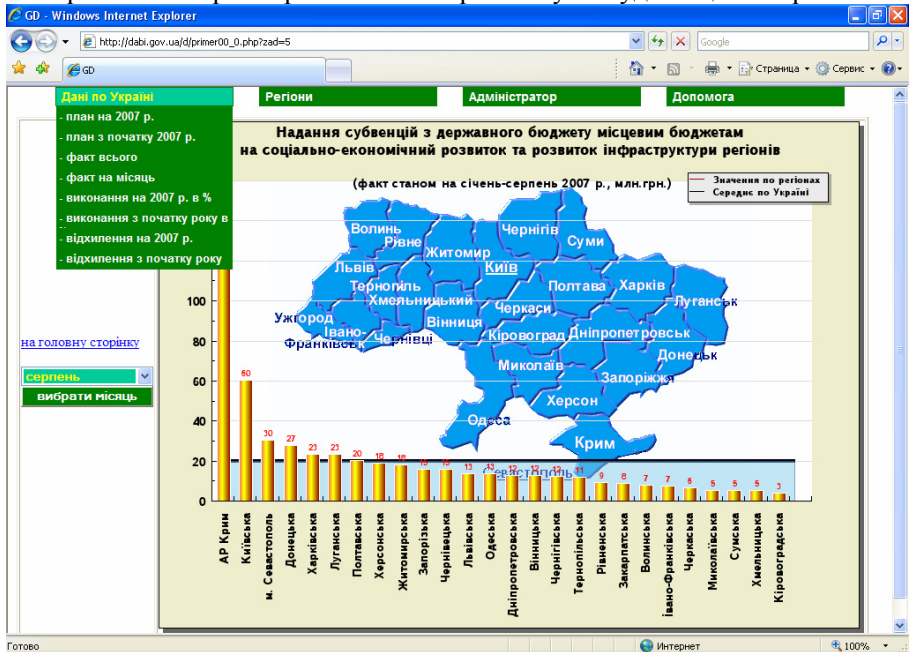 GD - Windows Internet Explorer
http://dabi.gov.ua/d/primer00_0.php?zad=5
Google
GD
Страница
Сервис
Дані по Україні
Регіони
Адміністратор
Допомога
- план на 2007 р.
- план з початку 2007 р.
- факт всього
- факт на місяць
- виконання на 2007 р. в %
- виконання з початку року в
- відхилення на 2007 р.
- відхилення з початку року
на головну сторінку
серпень
вибрати місяць
Надання субвенцій з державного бюджету місцевим бюджетам
на соціально-економічний розвиток та розвиток інфраструктури регіонів
(факт станом на січень-серпень 2007 р., млн.грн.)
Значення по регіонах
Середнє по Україні
Волинь
Рівне
Житомир
Чернігів
Суми
Київ
Львів
Тернопіль
Хмельницький
Полтава
Харків
Луганськ
Черкаси
Ужгород
Івано-
Франківськ
Чернівці
Вінниця
Кіровоград
Дніпропетровськ
Донецьк
Миколаїв
Запоріжжя
Херсон
Одеса
Крим
Севастополь
100
80
60
40
20
0
60
30
27
23
23
20
18
18
15
15
13
13
12
12
12
11
9
8
7
7
6
5
5
5
3
АР Крим
Київська
м. Севастополь
Донецька
Харківська
Луганська
Полтавська
Херсонська
Житомирська
Запорізька
Чернівецька
Львівська
Одеська
Дніпропетровська
Вінницька
Чернігівська
Тернопільська
Рівненська
Закарпатська
Волинська
івано-Франківська
Черкаська
Миколаївська
Сумська
Хмельницька
Кіровоградська
Готово
Интернет
100%